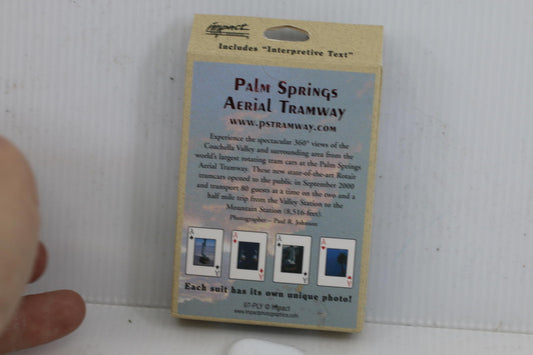 impact
Includes "Interpretive Text"
Palm Springs
Aerial Tramway
www.pstramway.com
Experience the spectacular 360° views of the
Coachella Valley and surrounding area from the
world's largest rotating tram cars at the Palm Springs
Aerial Tramway. These new state-of-the-art Rotair
tramcars opened to the public in September 2000
and transport 80 guests at a time on the two and a
half mile trip from the Valley Station to the
Mountain Station (8,516-feet).
Photographer – Paul R. Johnson
A A A A
A A A A
Each suit has its own unique photo!
07-PLY © Impact
www.impactphotographics.com